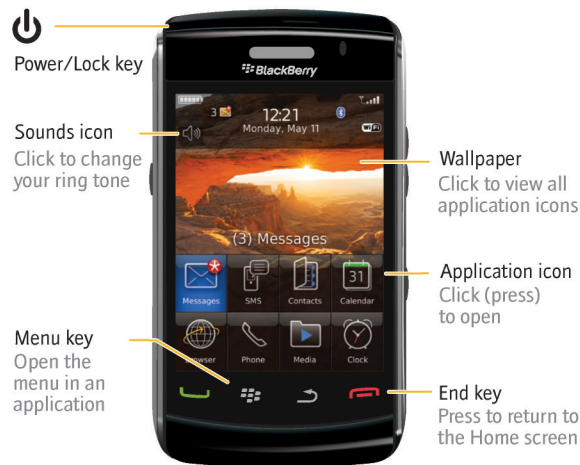 Power/Lock key
BlackBerry
3
12:21
Monday, May 11
WiFi
Sounds icon
Click to change
your ring tone
Wallpaper
Click to view all
application icons
(3) Messages
Messages
SMS
Contacts
31
Calendar
Application icon
Click (press)
to open
Browser
Phone
Media
Clock
Menu key
Open the
menu in an
application
End key
Press to return to
the Home screen